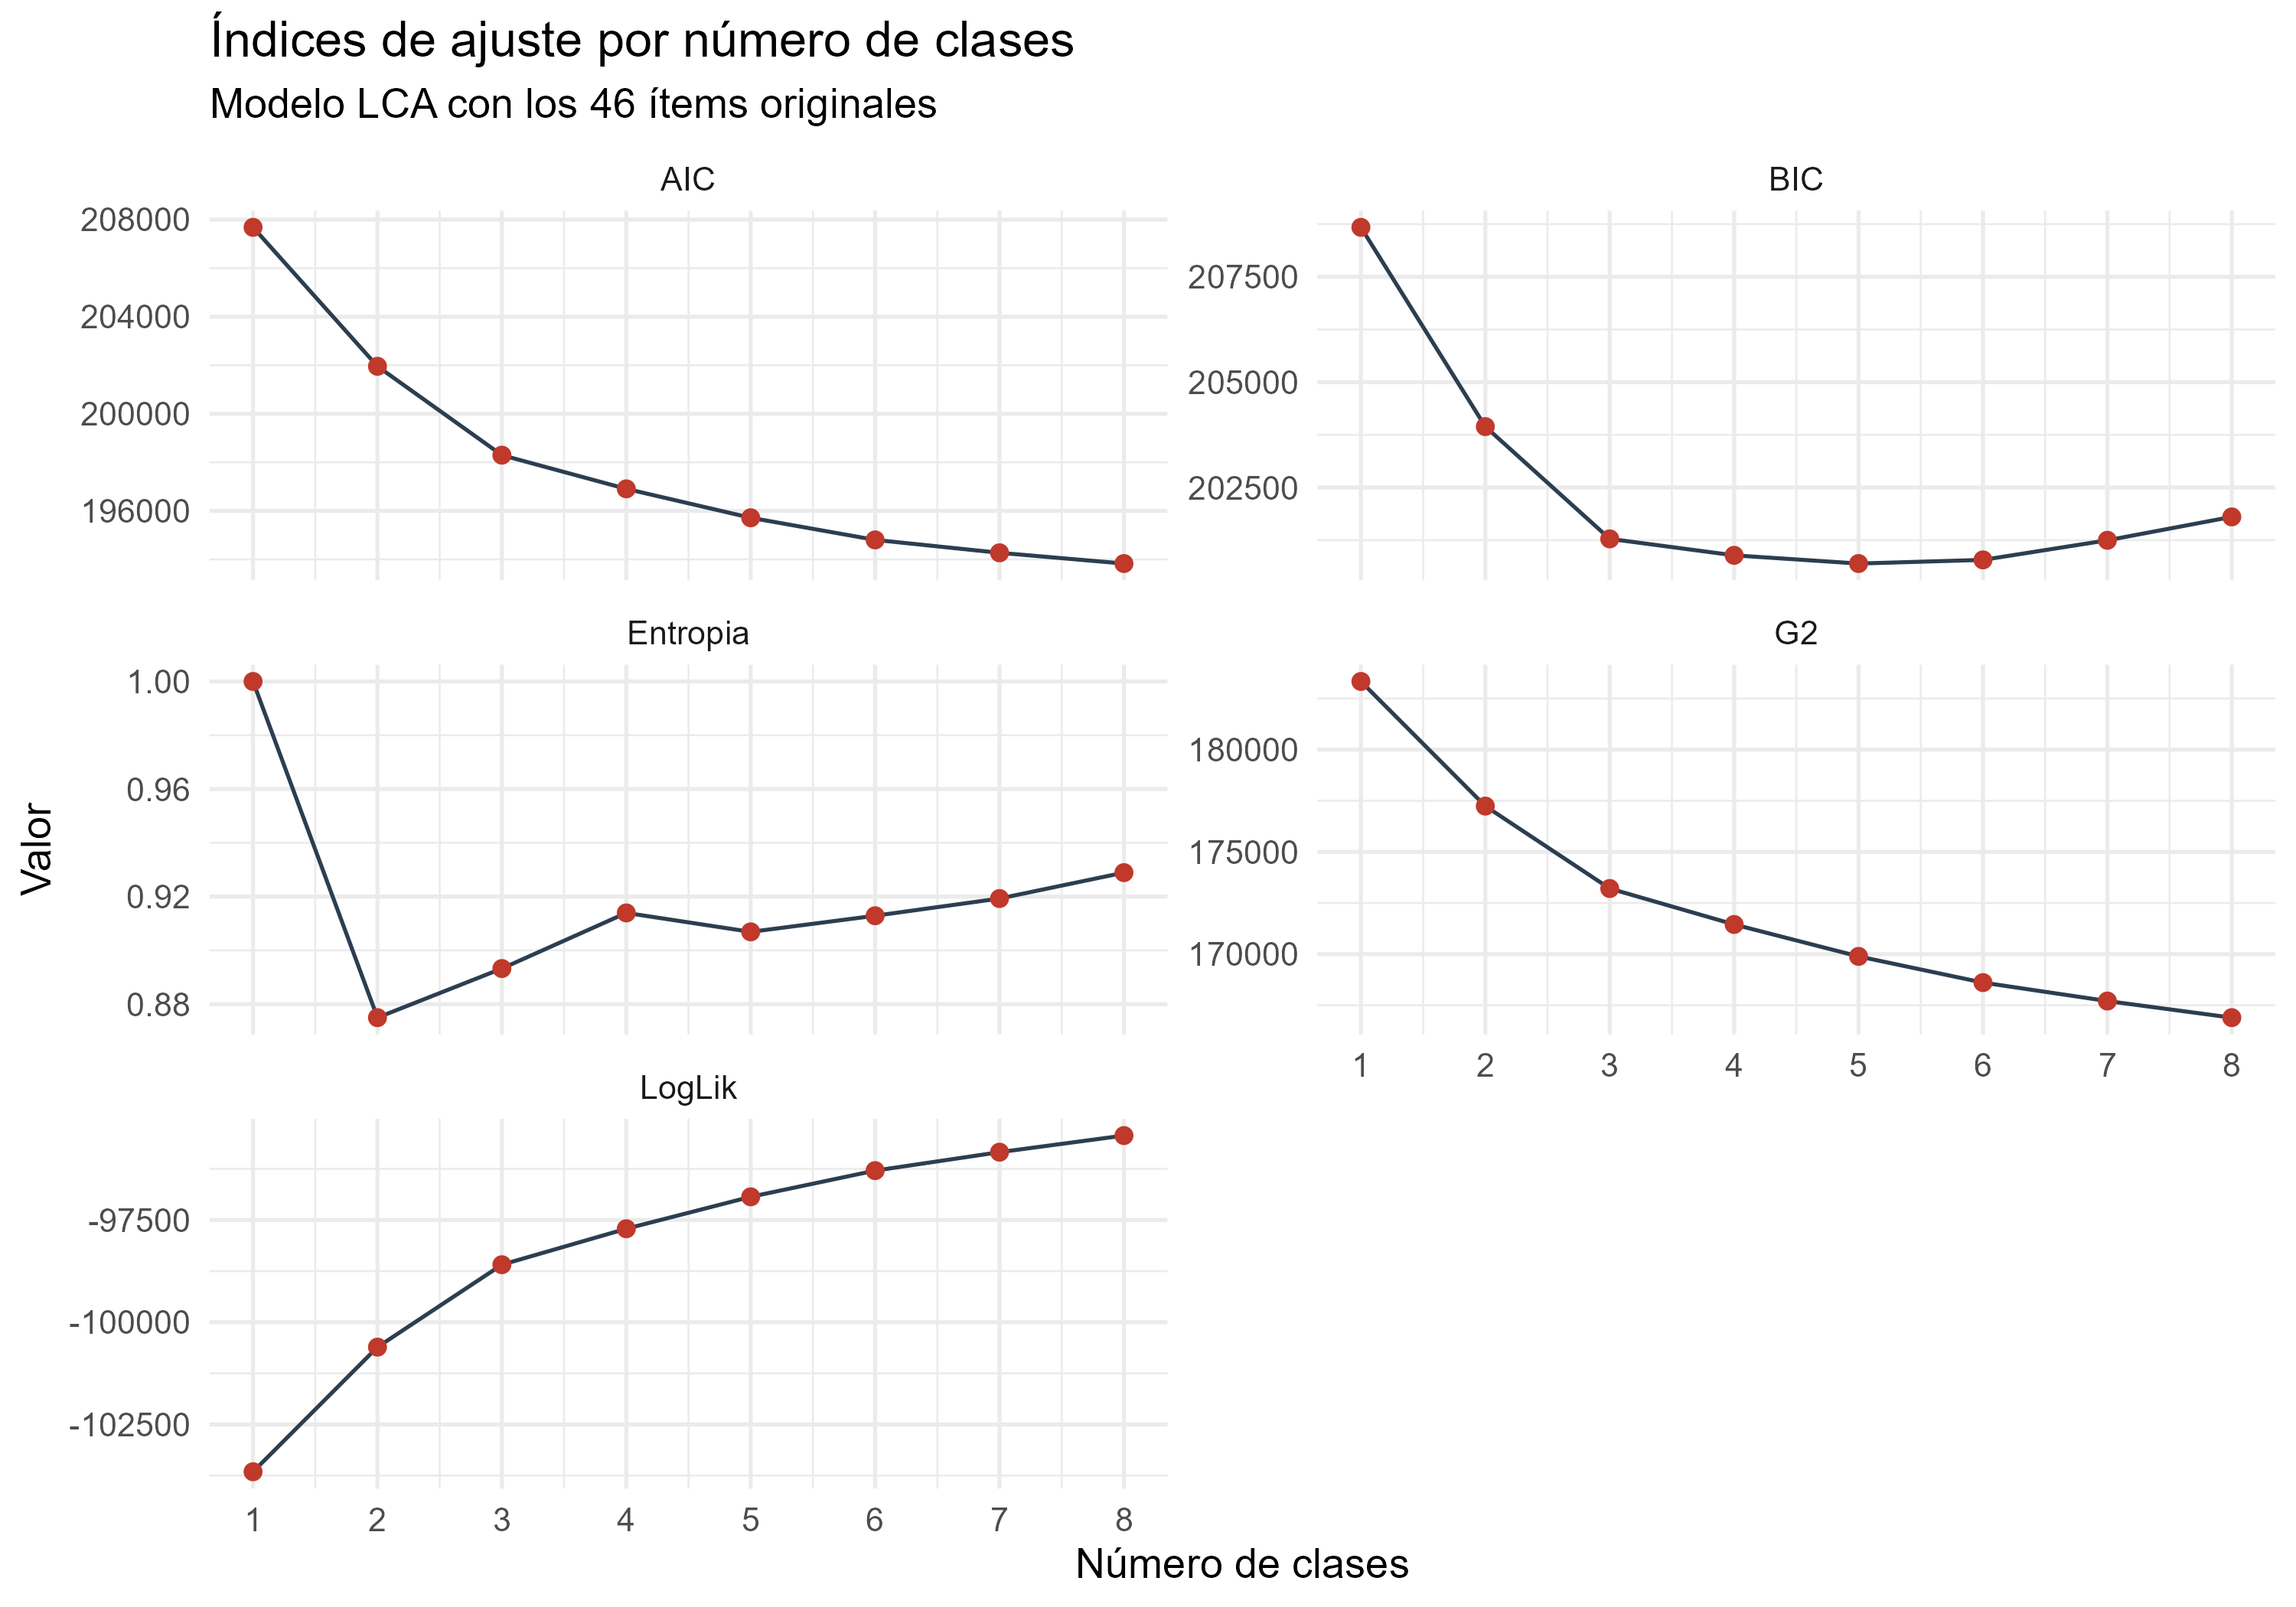 Índices de ajuste por número de clases
Modelo LCA con los 46 ítems originales
AIC
208000
204000
200000
196000
BIC
207500
205000
202500
Entropia
1.00
0.96
0.92
0.88
G2
180000
175000
170000
1 2 3 4 5 6 7 8
LogLik
-97500
-100000
-102500
1 2 3 4 5 6 7 8
Valor
Número de clases